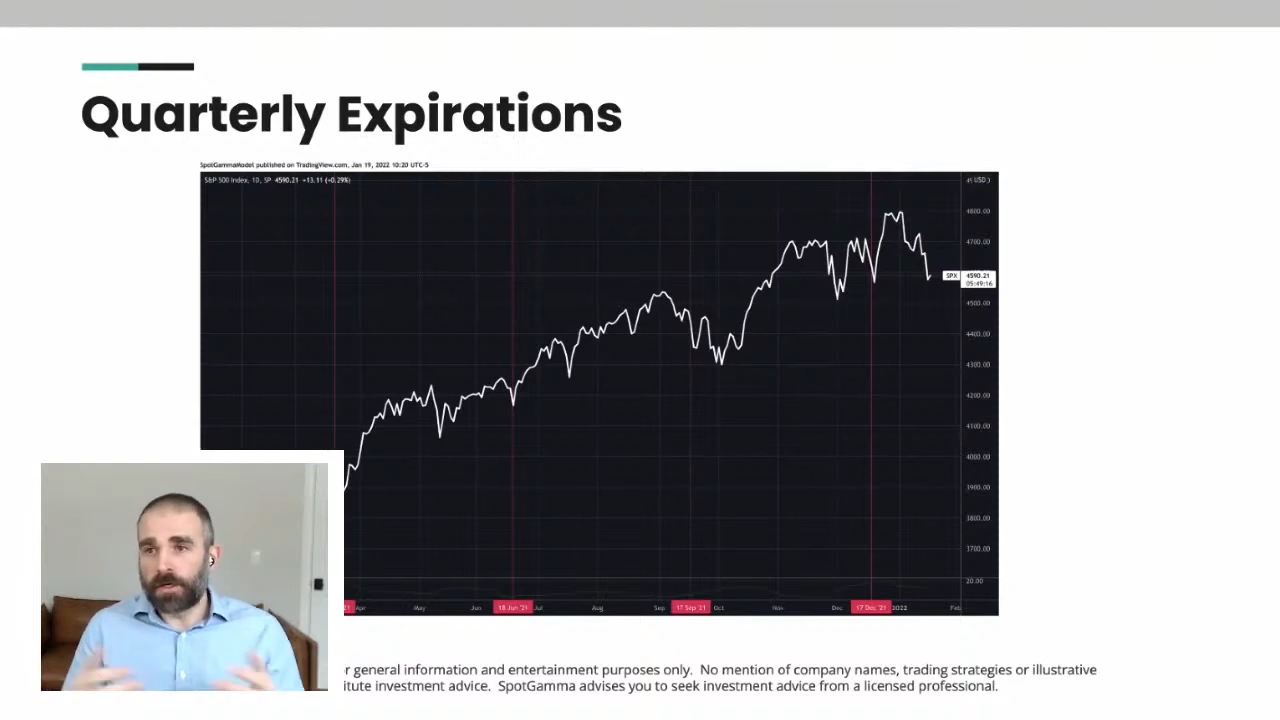 Quarterly Expirations
SpotGammaModel published on TradingView.com, Jan 19, 2022 10:20 UTC-5
S&P 500 Index, 1D, SP 4590.21 +13.11 (+0.29%)
USD
4800.00
4700.00
SPX 4590.21
05:49:16
4500.00
4400.00
4300.00
4200.00
4100.00
4000.00
3900.00
3800.00
3700.00
20.00
21 Apr May Jun 18 Jun '21 Jul Aug Sep 17 Sep '21 Oct Nov Dec 17 Dec '21 2022 Feb
r general information and entertainment purposes only. No mention of company names, trading strategies or illustrative
itute investment advice. SpotGamma advises you to seek investment advice from a licensed professional.